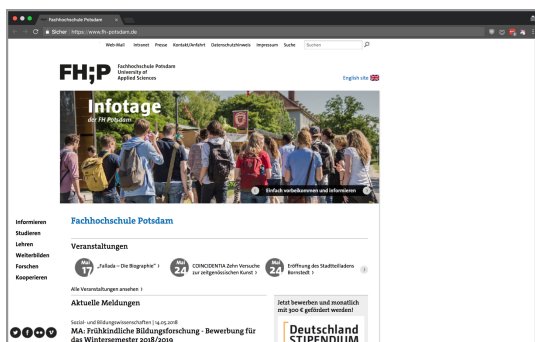 Fachhochschule Potsdam
Sicher https://www.fh-potsdam.de
Web-Mail Intranet Presse Kontakt/Anfahrt Datenschutzhinweis Impressum Suche Suchen
FH;P
Fachhochschule Potsdam
University of
Applied Sciences
English site
Infotage
der FH Potsdam
Einfach vorbeikommen und informieren
Informieren
Studieren
Lehren
Weiterbilden
Forschen
Kooperieren
Fachhochschule Potsdam
Veranstaltungen
Mai
17
„Fallada – Die Biographie“ ›
Mai
24
COINCIDENTIA Zehn Versuche
zur zeitgenössischen Kunst ›
Mai
24
Eröffnung des Stadtteilladens
Bornstedt ›
Alle Veranstaltungen ansehen ›
Aktuelle Meldungen
Sozial- und Bildungswissenschaften | 14.05.2018
MA: Frühkindliche Bildungsforschung - Bewerbung für
das Wintersemester 2018/2019
Jetzt bewerben und monatlich
mit 300 € gefördert werden!
Deutschland
STIPENDIUM